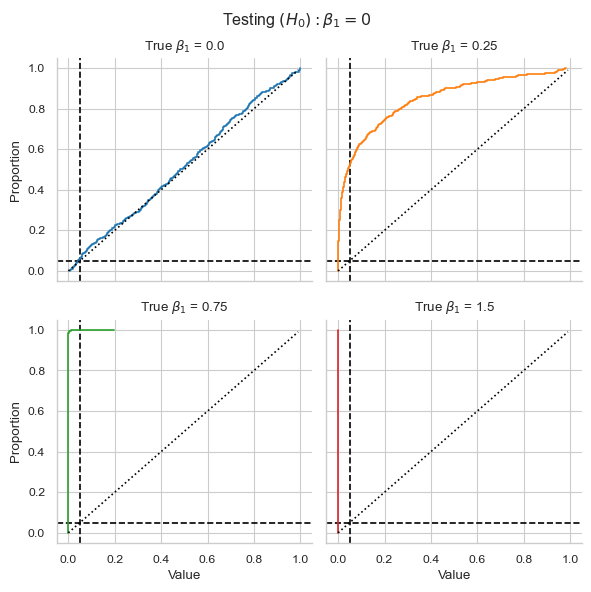 Testing (H₀) : β₁ = 0
True β₁ = 0.0
True β₁ = 0.25
1.0
0.8
0.6
0.4
0.2
0.0
Proportion
True β₁ = 0.75
True β₁ = 1.5
1.0
0.8
0.6
0.4
0.2
0.0
Proportion
0.0 0.2 0.4 0.6 0.8 1.0
0.0 0.2 0.4 0.6 0.8 1.0
Value
Value